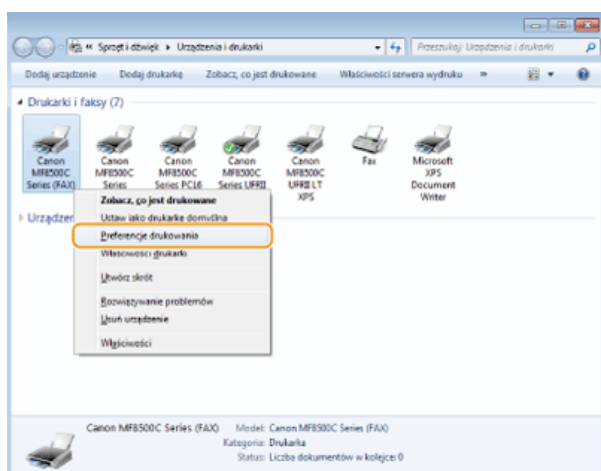 « Sprzęt i dźwięk ▸ Urządzenia i drukarki
Przeszukaj: Urządzenia i drukarki
Dodaj urządzenie Dodaj drukarkę Zobacz, co jest drukowane Właściwości serwera wydruku »
Drukarki i faksy (7)
Canon MF8500C Series (FAX)
Canon MF8500C Series
Canon MF8500C Series PCL6
Canon MF8500C Series UFRII
Canon MF8500C UFRII LT XPS
Fax
Microsoft XPS Document Writer
Urządzen
Zobacz, co jest drukowane
Ustaw jako drukarkę domyślną
Preferencje drukowania
Właściwości drukarki
Utwórz skrót
Rozwiązywanie problemów
Usuń urządzenie
Właściwości
Canon MF8500C Series (FAX) Model: Canon MF8500C Series (FAX)
Kategoria: Drukarka
Status: Liczba dokumentów w kolejce: 0